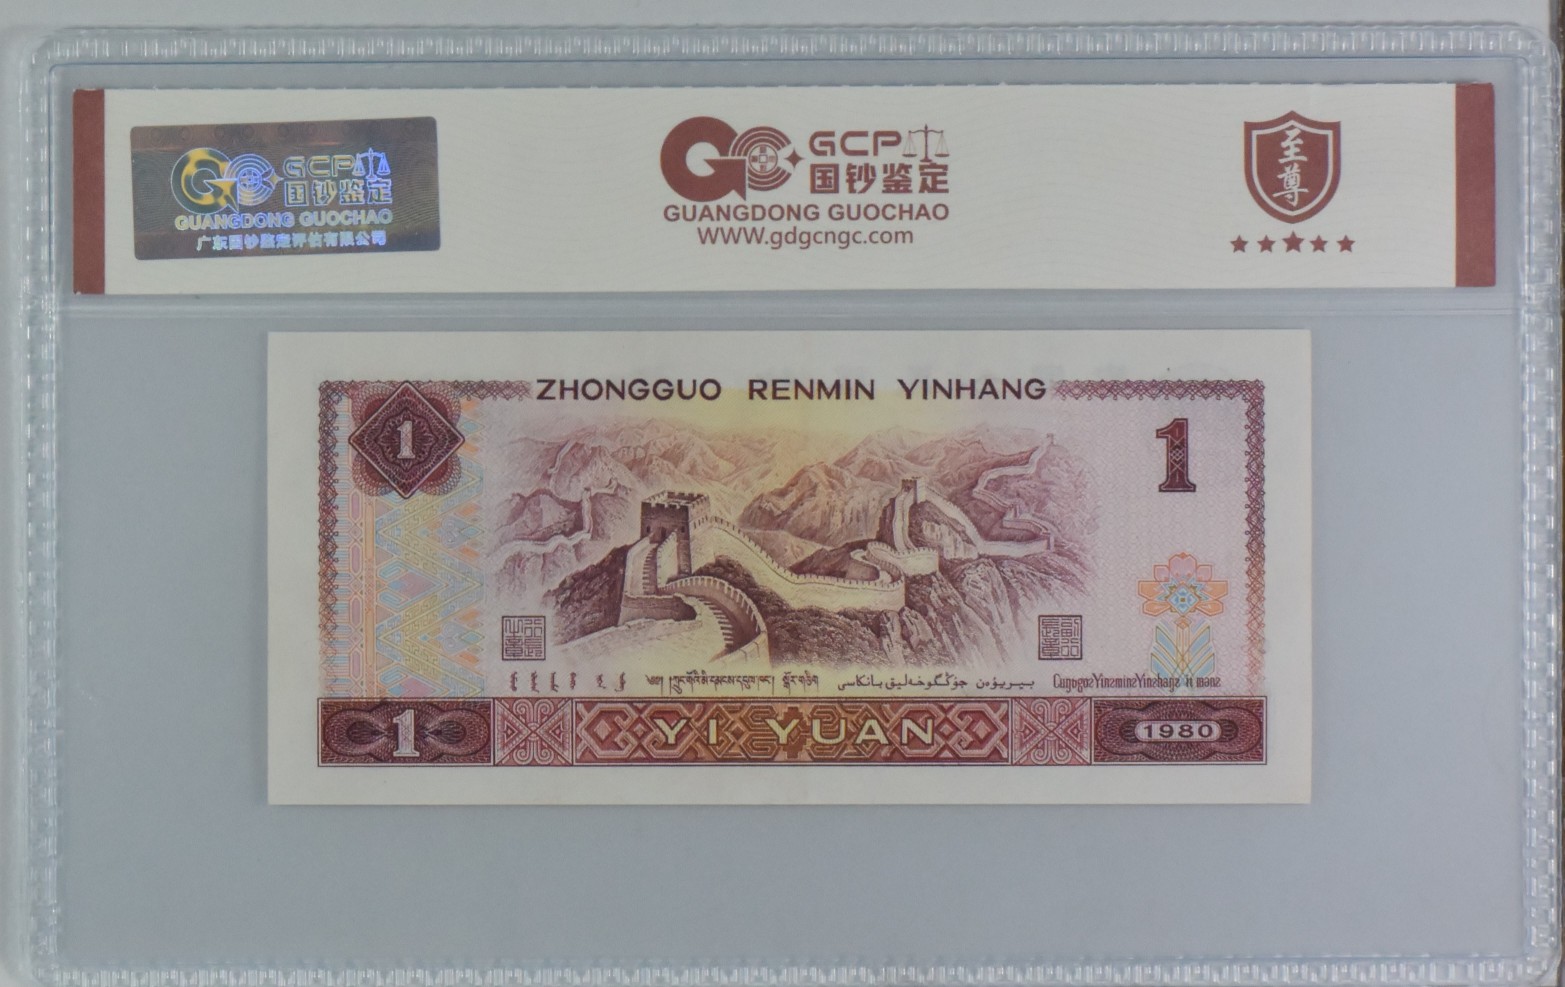 GCP
国钞鉴定
GUANGDONG GUOCHAO
广东国钞鉴定评估有限公司
GCP
国钞鉴定
GUANGDONG GUOCHAO
WWW.gdgcngc.com
至尊
ZHONGGUO RENMIN YINHANG
1
1
YinzminzYinzhangz
1
YI YUAN
1980